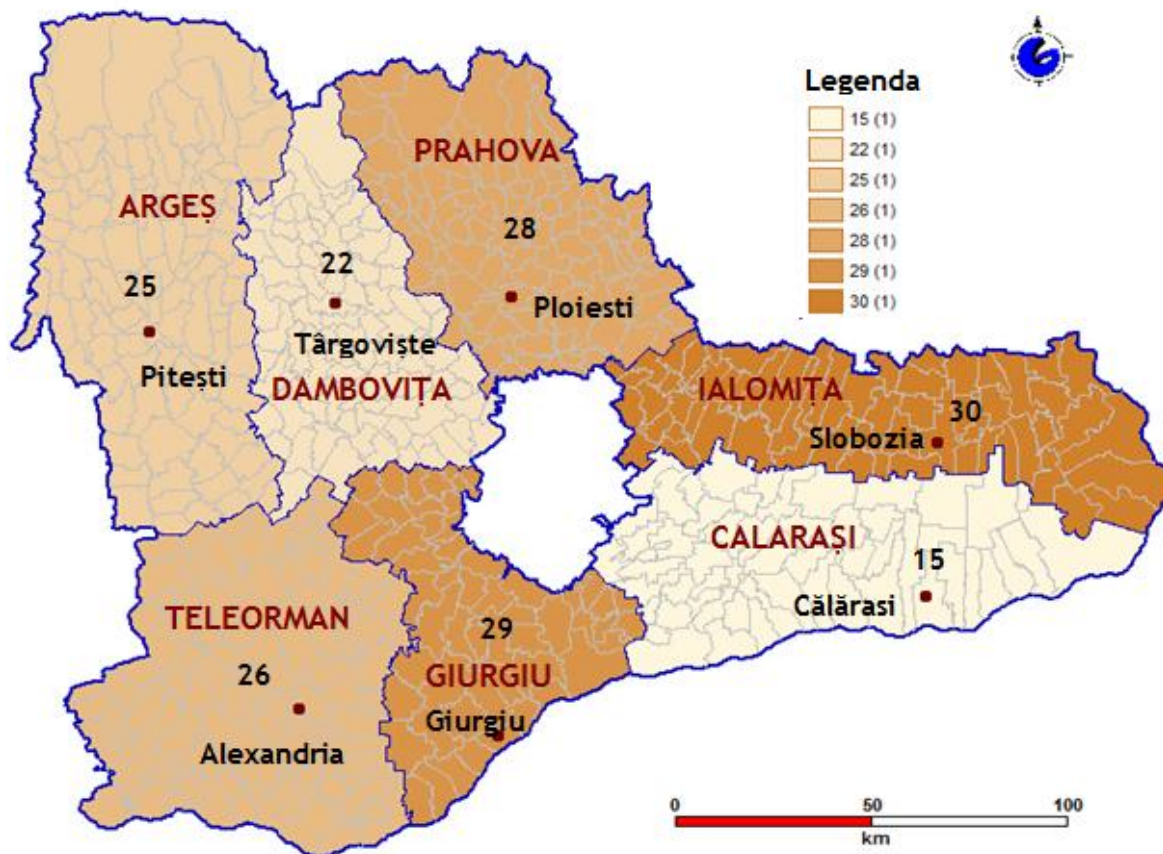 Legenda
15 (1)
22 (1)
25 (1)
26 (1)
28 (1)
29 (1)
30 (1)
PRAHOVA
28
Ploiesti
ARGEȘ
25
Pitești
22
Târgoviște
DAMBOVIȚA
IALOMIȚA
30
Slobozia
CALARAȘI
15
Călărasi
TELEORMAN
26
Alexandria
29
GIURGIU
Giurgiu
0 50 100
km